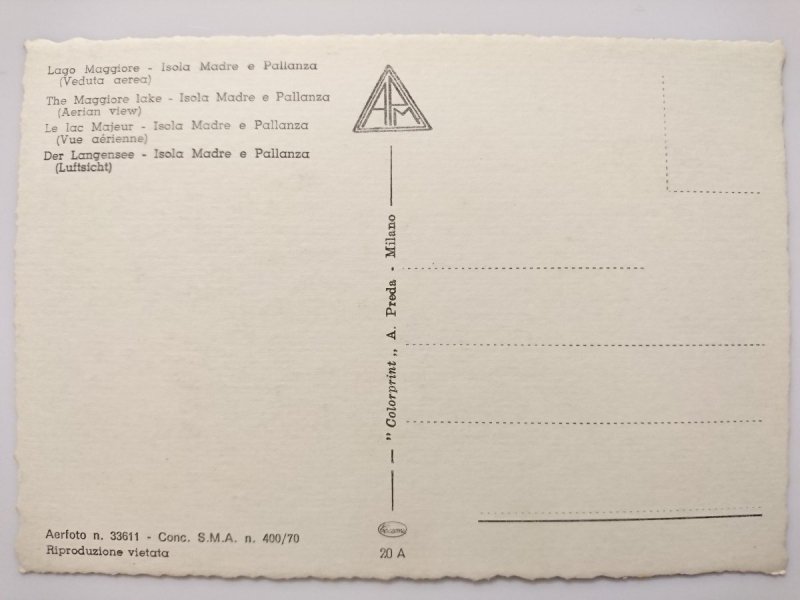 Lago Maggiore - Isola Madre e Pallanza
(Veduta aerea)
The Maggiore lake - Isola Madre e Pallanza
(Aerian view)
Le lac Majeur - Isola Madre e Pallanza
(Vue aérienne)
Der Langensee - Isola Madre e Pallanza
(Luftsicht)
APM
— "Colorprint„ A. Preda - Milano
Aerfoto n. 33611 - Conc. S.M.A. n. 400/70
Riproduzione vietata
20 A